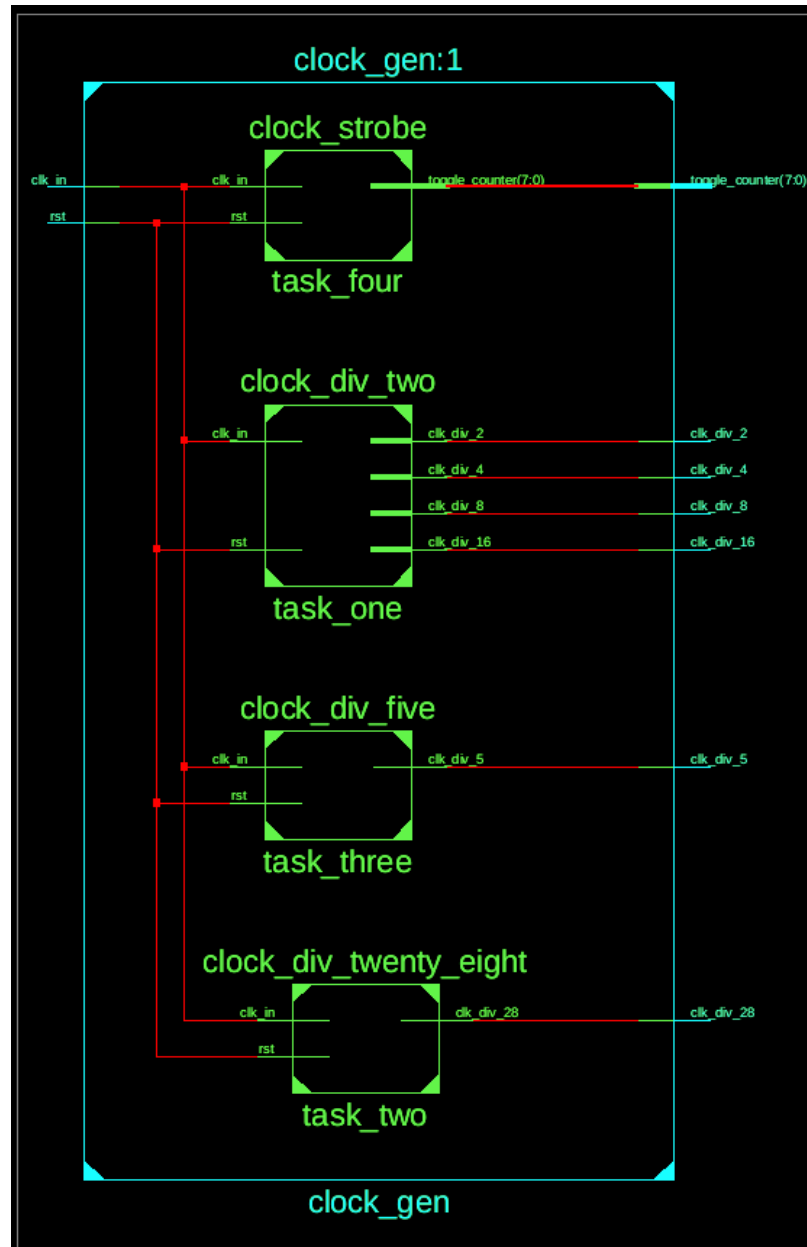 clock_gen:1
clock_strobe
clk_in clk_in toggle_counter(7:0) toggle_counter(7:0)
rst rst
task_four
clock_div_two
clk_in clk_div_2 clk_div_2
clk_div_4 clk_div_4
clk_div_8 clk_div_8
rst clk_div_16 clk_div_16
task_one
clock_div_five
clk_in clk_div_5 clk_div_5
rst
task_three
clock_div_twenty_eight
clk_in clk_div_28 clk_div_28
rst
task_two
clock_gen